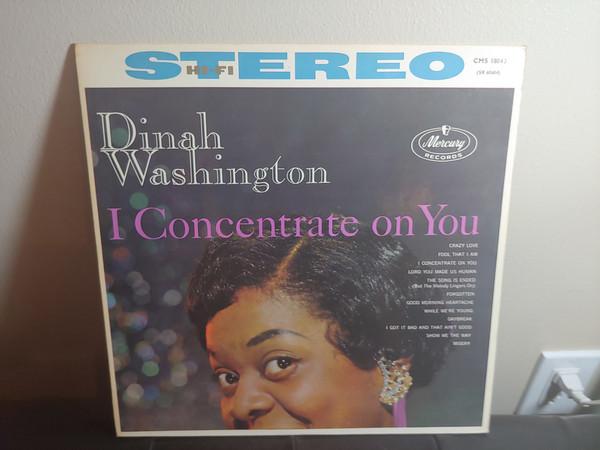 STEREO
HI-FI
CMS 18043
(SR 60604)
Dinah
Washington
Mercury
RECORDS
I Concentrate on You
CRAZY LOVE
FOOL THAT I AM
I CONCENTRATE ON YOU
LORD YOU MADE US HUMAN
THE SONG IS ENDED
(But The Melody Lingers On)
FORGOTTEN
GOOD MORNING HEARTACHE
WHILE WE'RE YOUNG
DAYBREAK
I GOT IT BAD AND THAT AIN'T GOOD
SHOW ME THE WAY
MISERY